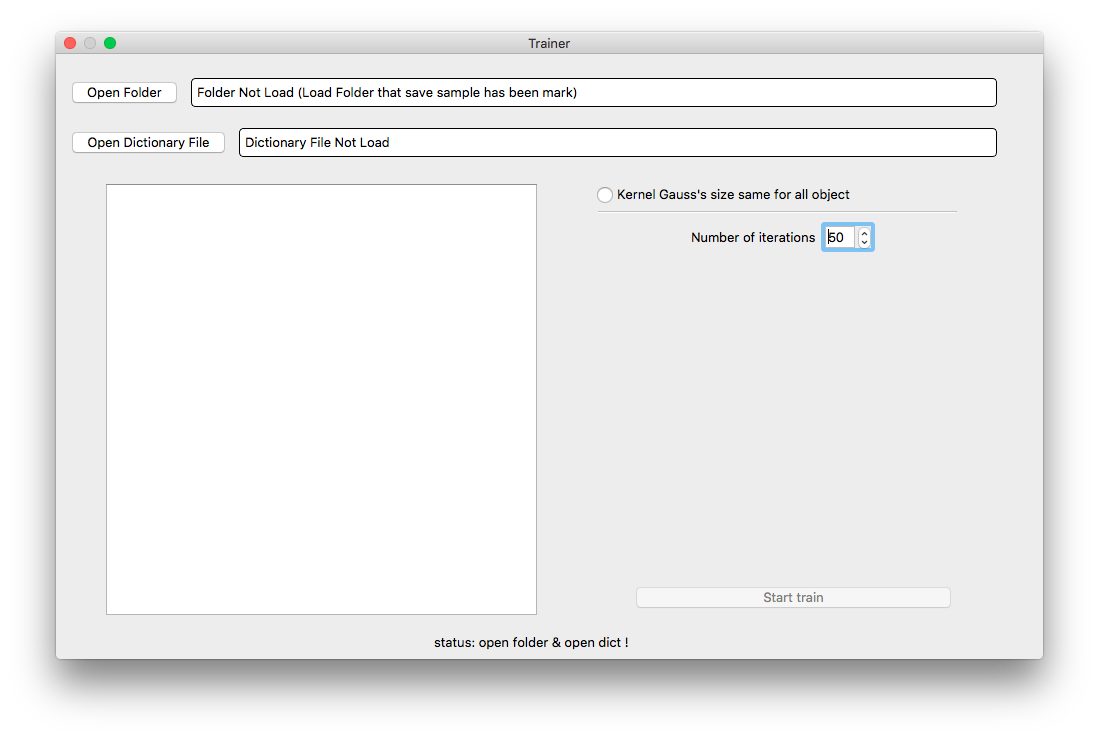 Trainer
Open Folder
Folder Not Load (Load Folder that save sample has been mark)
Open Dictionary File
Dictionary File Not Load
Kernel Gauss's size same for all object
Number of iterations 50
Start train
status: open folder & open dict !